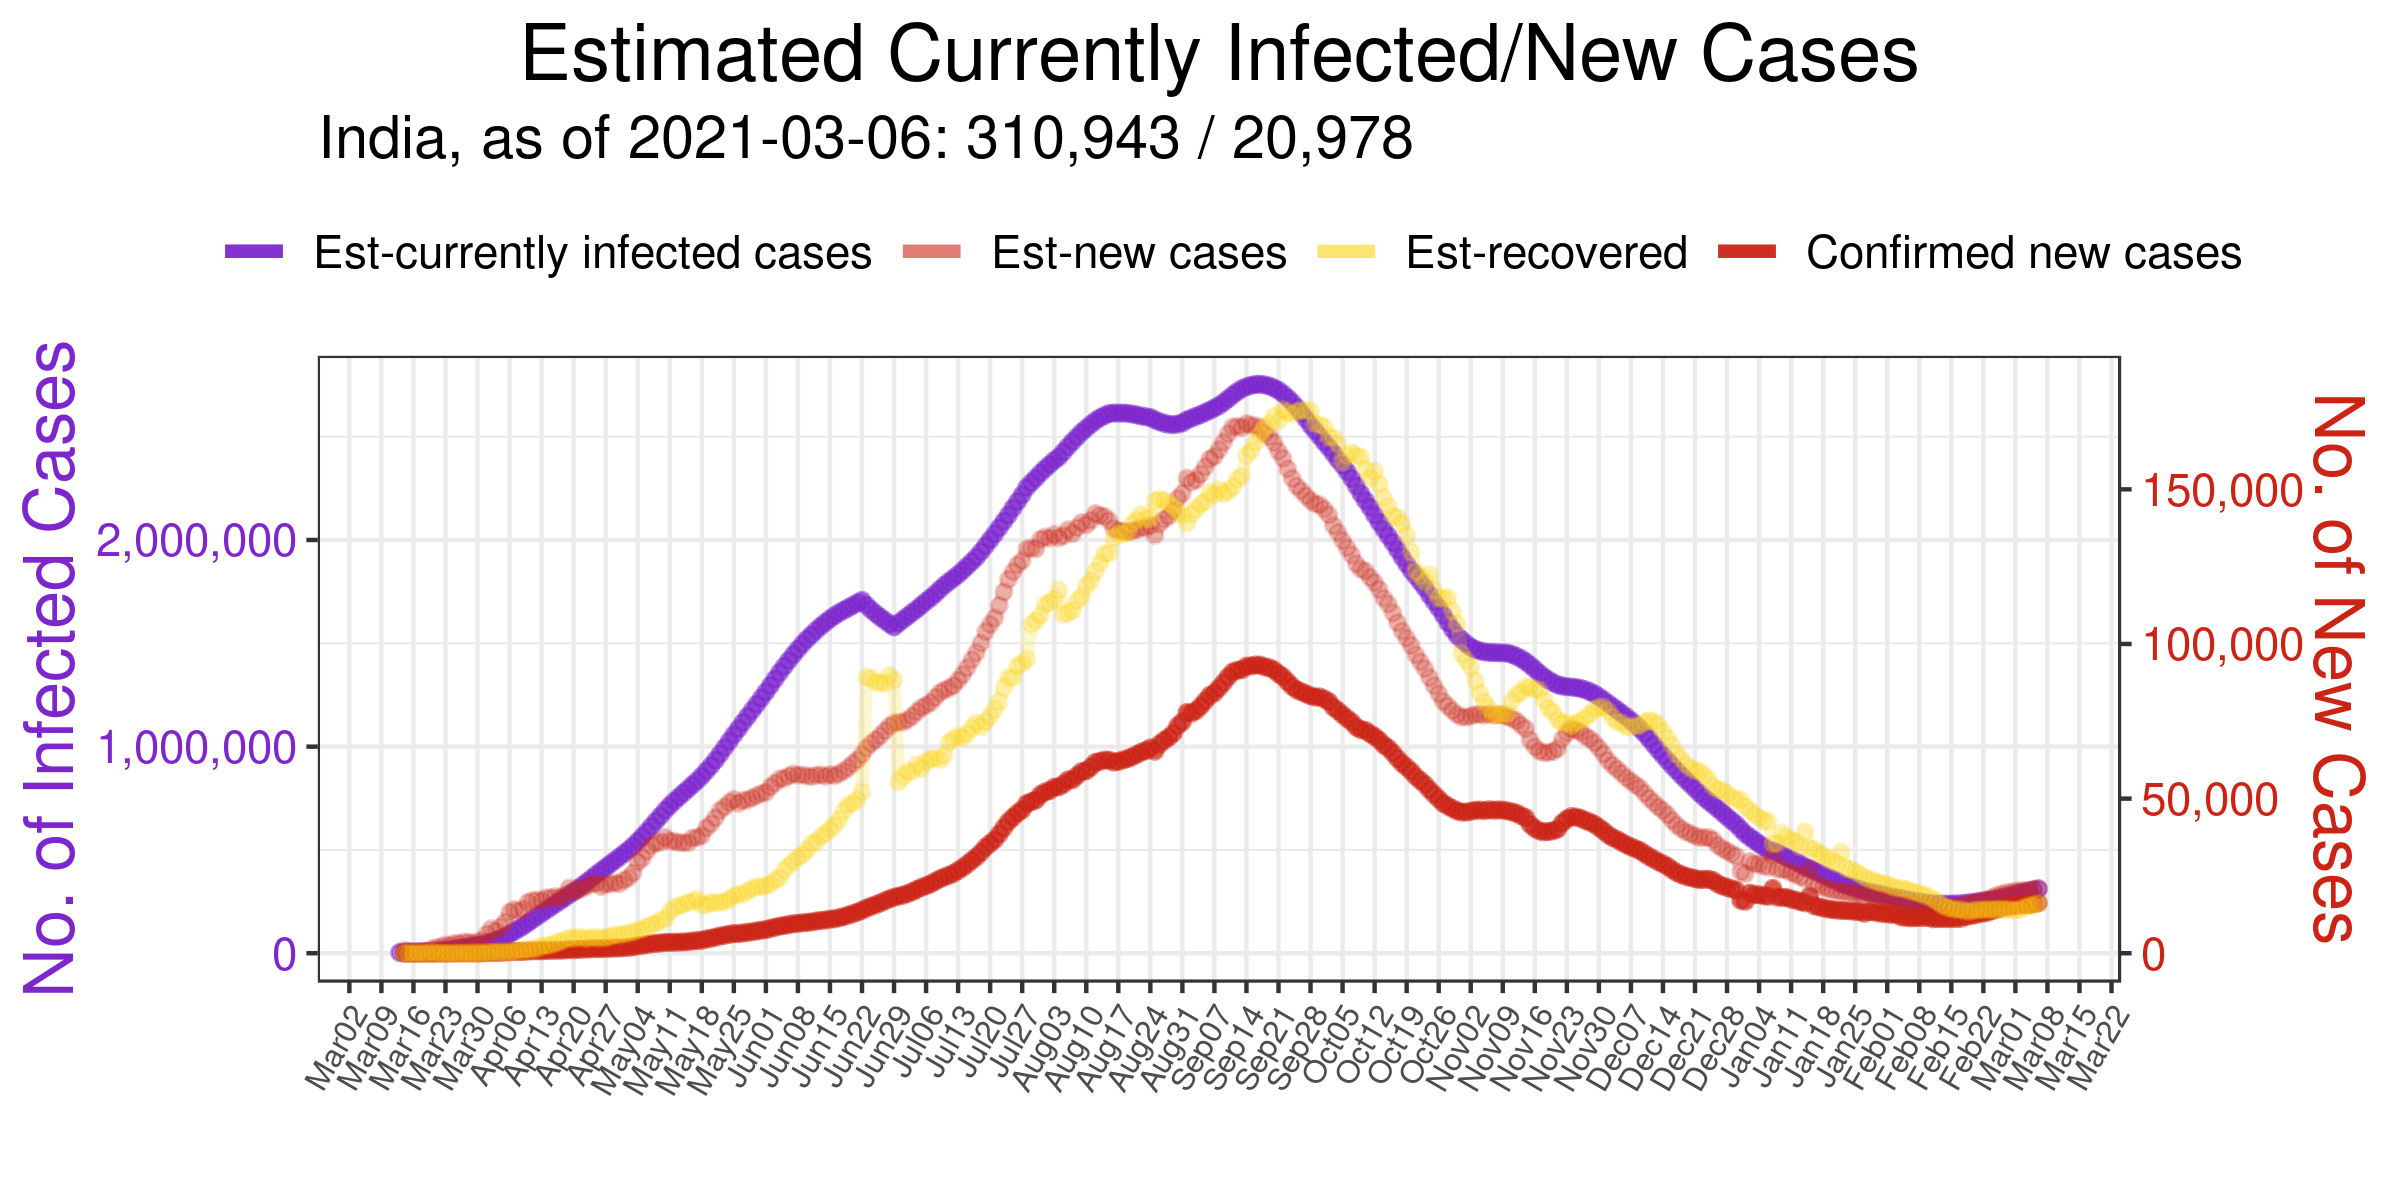 Estimated Currently Infected/New Cases
India, as of 2021-03-06: 310,943 / 20,978
Est-currently infected cases Est-new cases Est-recovered Confirmed new cases
No. of Infected Cases
2,000,000
1,000,000
0
150,000
100,000
50,000
0
No. of New Cases
Mar02 Mar09 Mar16 Mar23 Mar30 Apr06 Apr13 Apr20 Apr27 May04 May11 May18 May25 Jun01 Jun08 Jun15 Jun22 Jun29 Jul06 Jul13 Jul20 Jul27 Aug03 Aug10 Aug17 Aug24 Aug31 Sep07 Sep14 Sep21 Sep28 Oct05 Oct12 Oct19 Oct26 Nov02 Nov09 Nov16 Nov23 Nov30 Dec07 Dec14 Dec21 Dec28 Jan04 Jan11 Jan18 Jan25 Feb01 Feb08 Feb15 Feb22 Mar01 Mar08 Mar15 Mar22